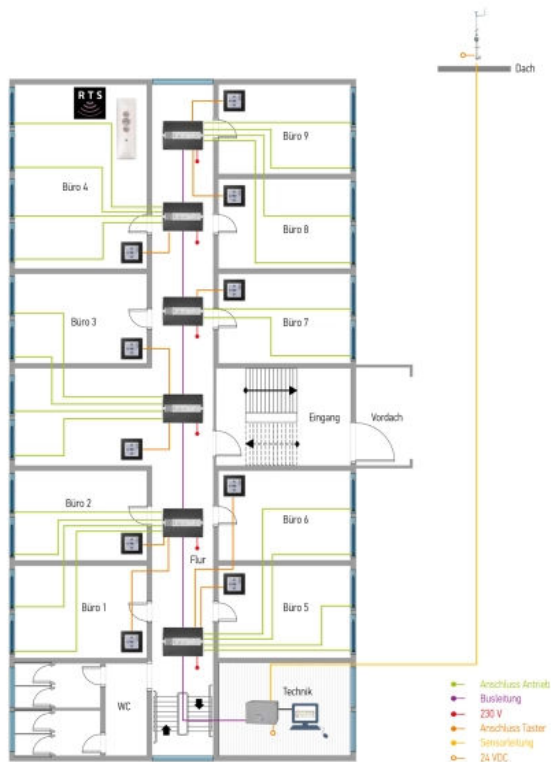 Dach
RTS
Büro 9
Büro 4
Büro 8
Büro 3
Büro 7
Eingang
Vordach
Büro 2
Büro 6
Flur
Büro 1
Büro 5
WC
Technik
Anschluss Antrieb
Busleitung
230 V
Anschluss Taster
Sensorleitung
24 VDC